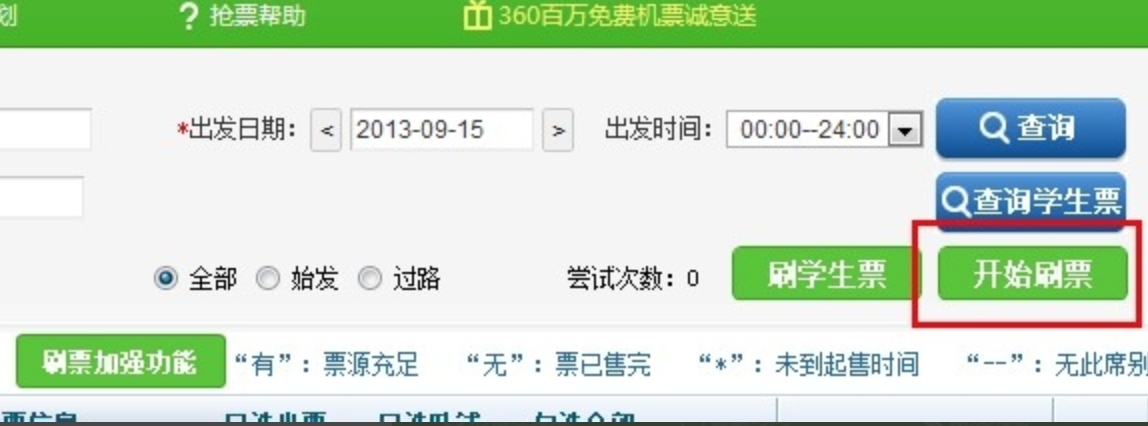 划 ? 抢票帮助 360百万免费机票诚意送
*出发日期： < 2013-09-15 > 出发时间： 00:00--24:00 查询
查询学生票
全部 始发 过路 尝试次数：0 刷学生票 开始刷票
刷票加强功能 “有”：票源充足 “无”：票已售完 “*”：未到起售时间 “--”：无此席别